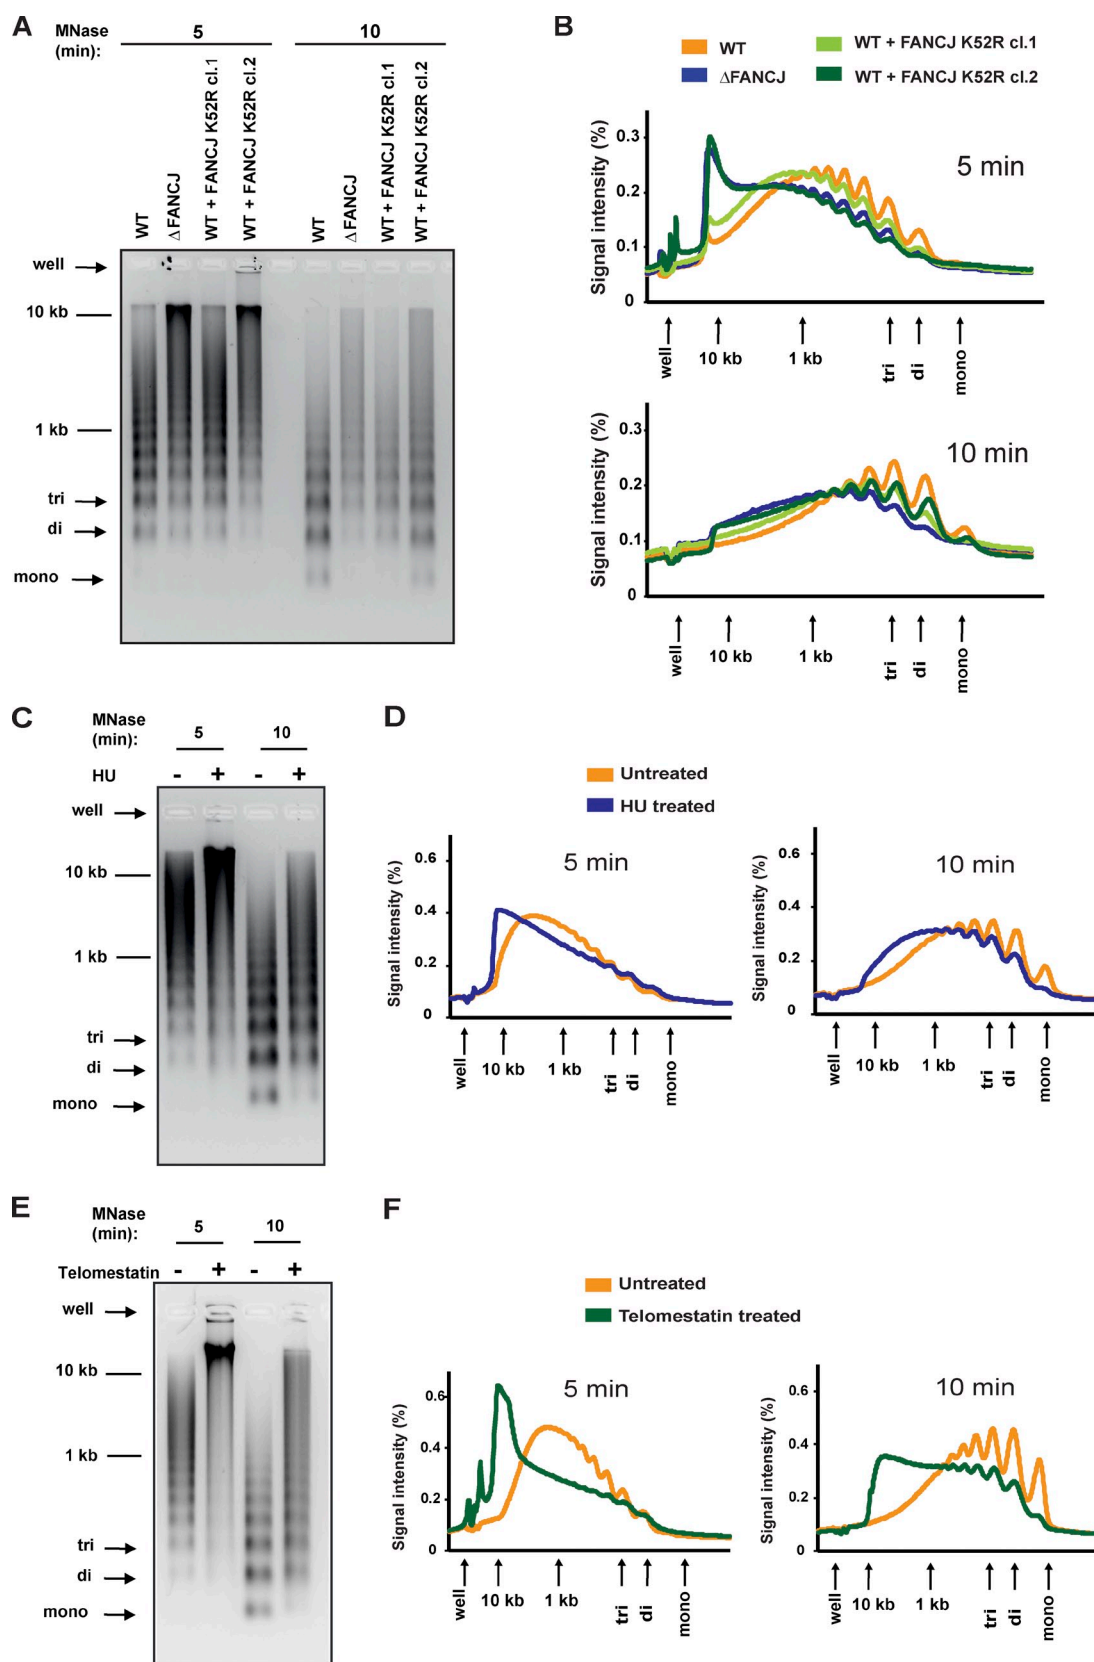 A
MNase
(min):
5
10
WT
ΔFANCJ
WT + FANCJ K52R cl.1
WT + FANCJ K52R cl.2
WT
ΔFANCJ
WT + FANCJ K52R cl.1
WT + FANCJ K52R cl.2
well
10 kb
1 kb
tri
di
mono
B
WT
ΔFANCJ
WT + FANCJ K52R cl.1
WT + FANCJ K52R cl.2
Signal intensity (%)
0.3
0.2
0.1
0
5 min
well
10 kb
1 kb
tri
di
mono
Signal intensity (%)
0.3
0.2
0.1
0
10 min
well
10 kb
1 kb
tri
di
mono
C
MNase
(min):
5
10
HU
- + - +
well
10 kb
1 kb
tri
di
mono
D
Untreated
HU treated
Signal intensity (%)
0.6
0.4
0.2
0
5 min
well
10 kb
1 kb
tri
di
mono
Signal intensity (%)
0.6
0.4
0.2
0
10 min
well
10 kb
1 kb
tri
di
mono
E
MNase
(min):
5
10
Telomestatin
- + - +
well
10 kb
1 kb
tri
di
mono
F
Untreated
Telomestatin treated
Signal intensity (%)
0.6
0.4
0.2
0
5 min
well
10 kb
1 kb
tri
di
mono
Signal intensity (%)
0.6
0.4
0.2
0
10 min
well
10 kb
1 kb
tri
di
mono